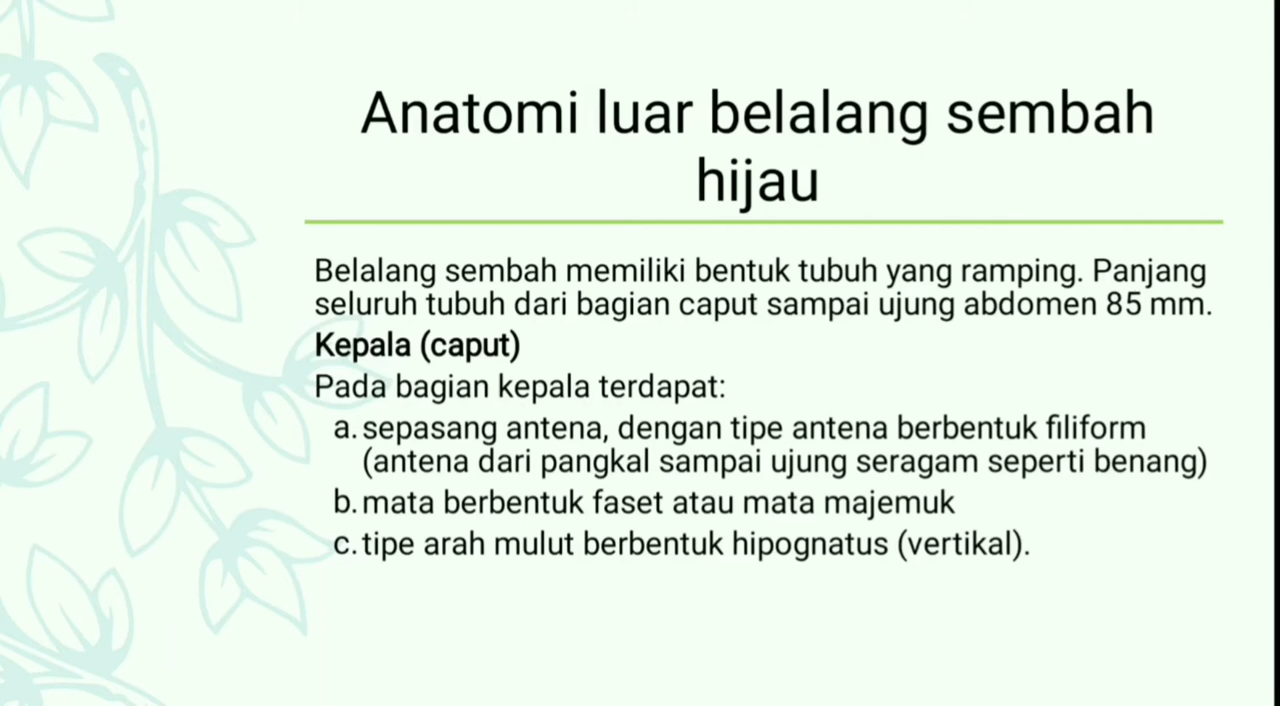 Anatomi luar belalang sembah
hijau
Belalang sembah memiliki bentuk tubuh yang ramping. Panjang
seluruh tubuh dari bagian caput sampai ujung abdomen 85 mm.
Kepala (caput)
Pada bagian kepala terdapat:
a. sepasang antena, dengan tipe antena berbentuk filiform
(antena dari pangkal sampai ujung seragam seperti benang)
b. mata berbentuk faset atau mata majemuk
c. tipe arah mulut berbentuk hipognatus (vertikal).